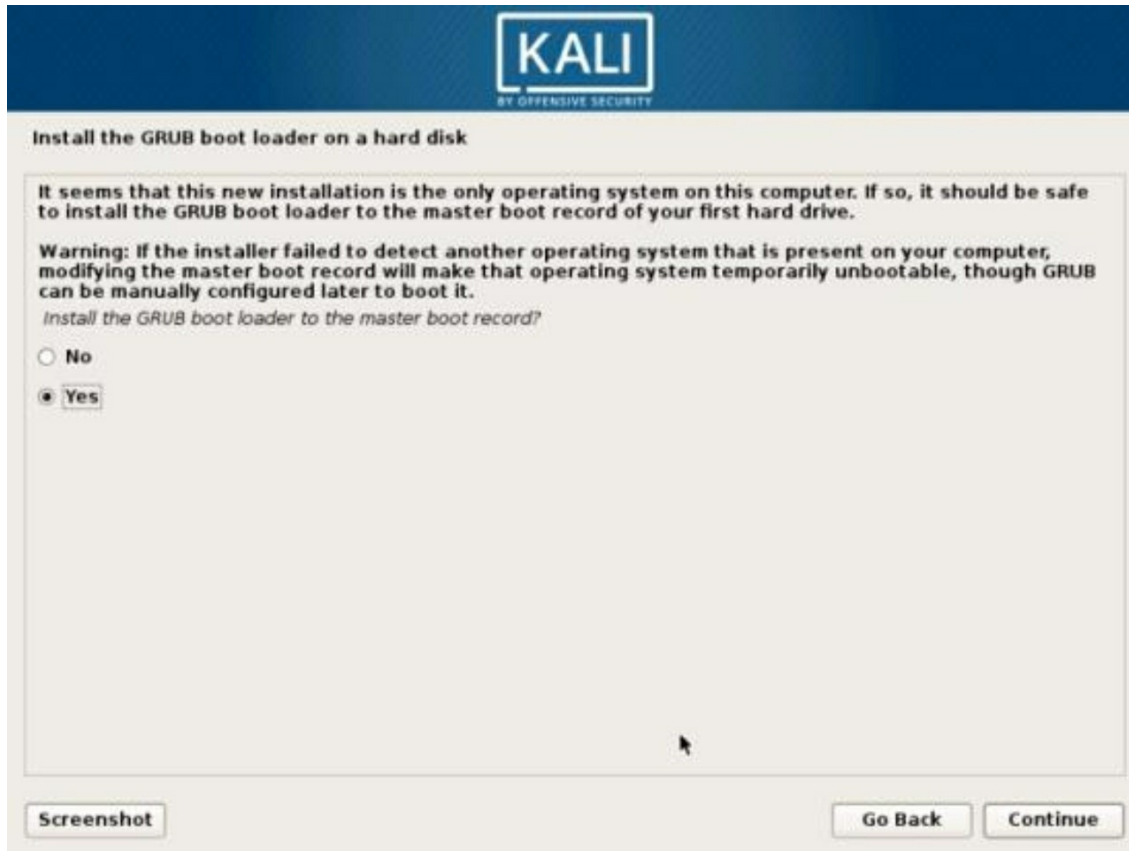 KALI
BY OFFENSIVE SECURITY
Install the GRUB boot loader on a hard disk
It seems that this new installation is the only operating system on this computer. If so, it should be safe
to install the GRUB boot loader to the master boot record of your first hard drive.
Warning: If the installer failed to detect another operating system that is present on your computer,
modifying the master boot record will make that operating system temporarily unbootable, though GRUB
can be manually configured later to boot it.
Install the GRUB boot loader to the master boot record?
No
Yes
Screenshot
Go Back
Continue